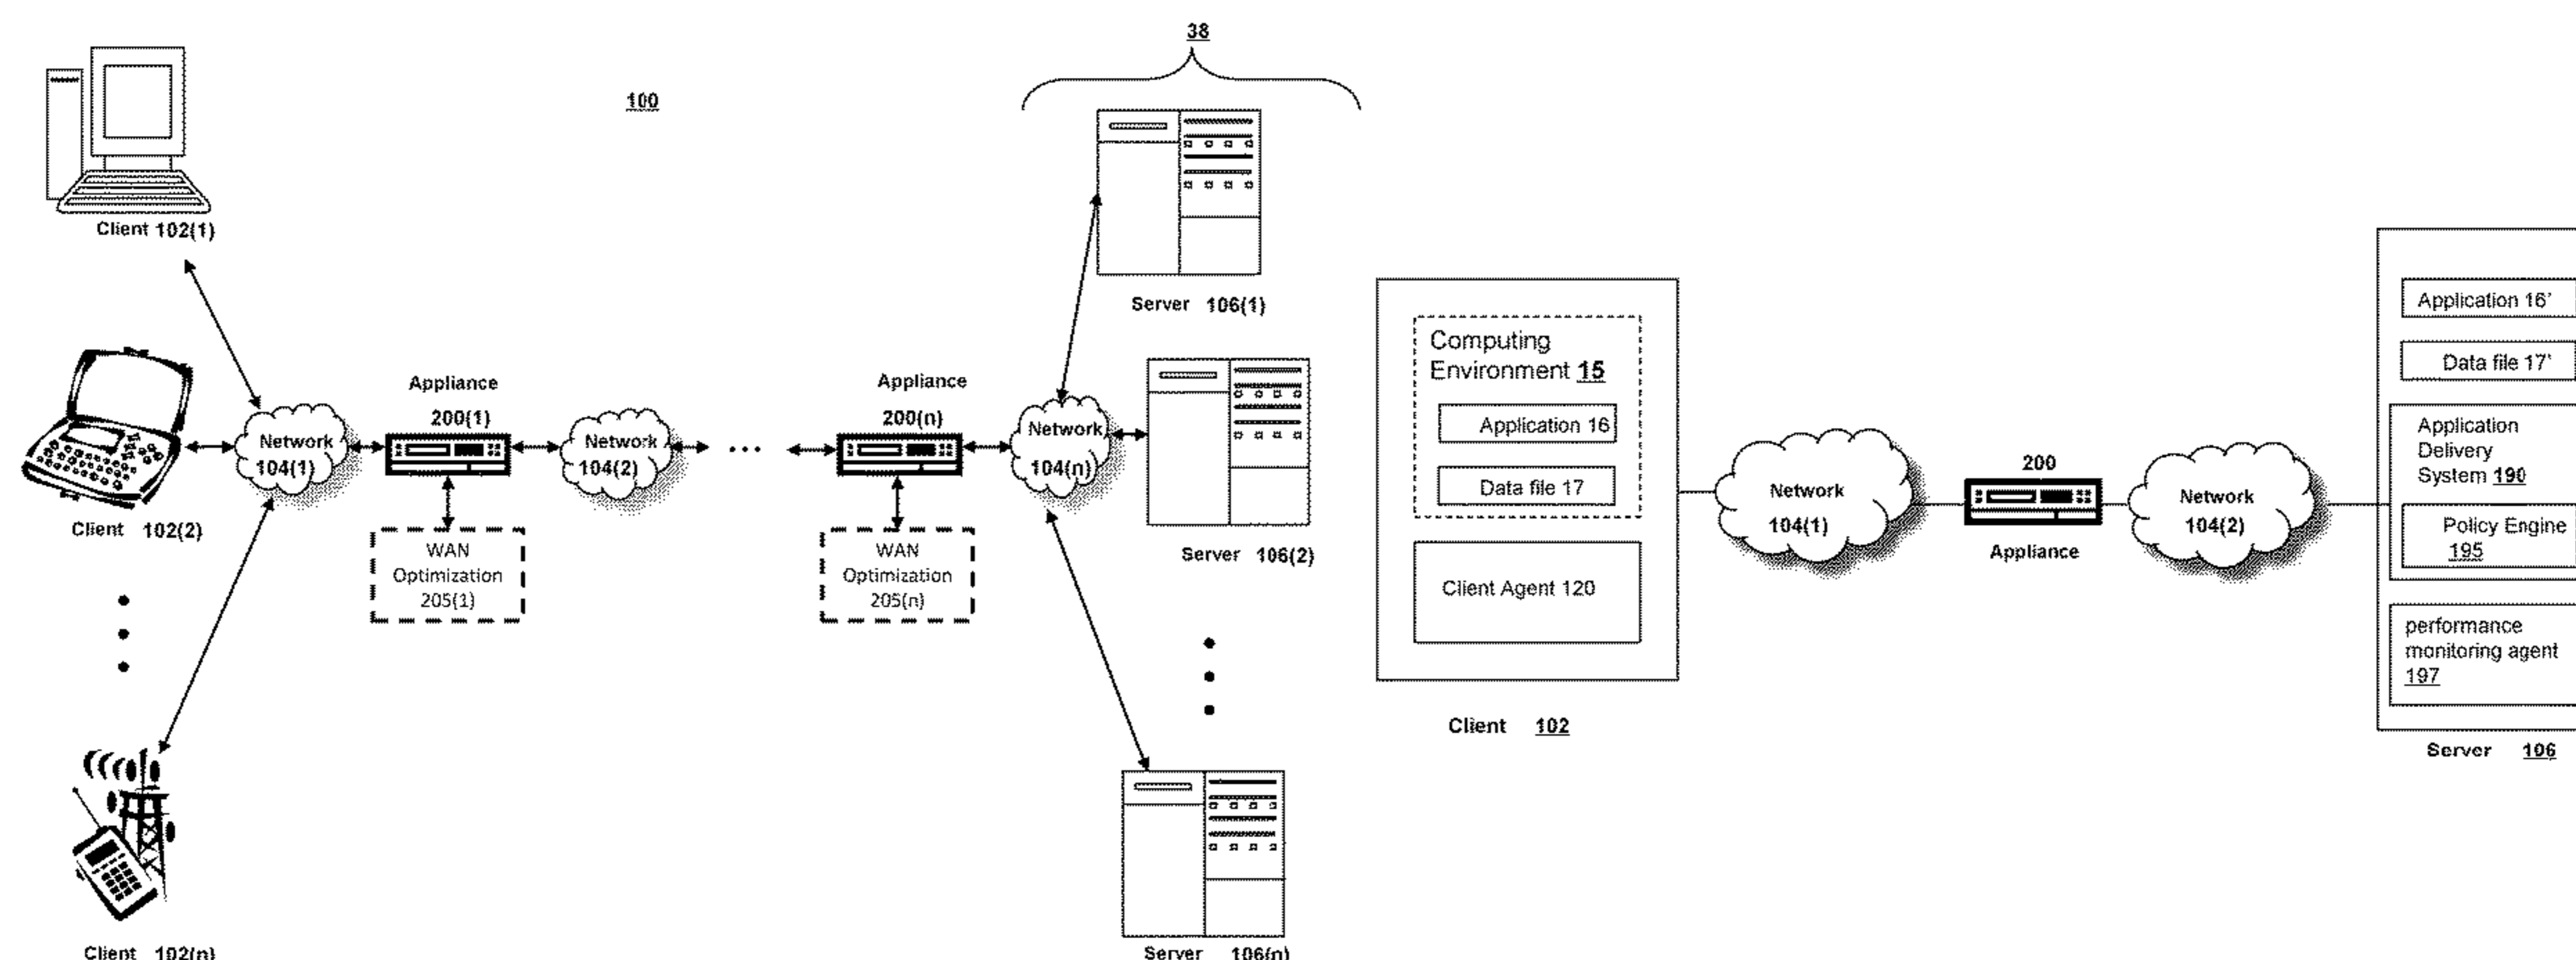 38
100
Client 102(1)
Server 106(1)
Appliance
200(1)
Appliance
200(n)
Network
104(1)
Network
104(2)
...
Network
104(n)
Client 102(2)
WAN
Optimization
205(1)
WAN
Optimization
205(n)
Server 106(2)
Client 102(n)
Server 106(n)
Computing
Environment 15
Application 16
Data file 17
Client Agent 120
Client 102
Network
104(1)
200
Appliance
Network
104(2)
Application 16'
Data file 17'
Application
Delivery
System 190
Policy Engine
195
performance
monitoring agent
197
Server 106